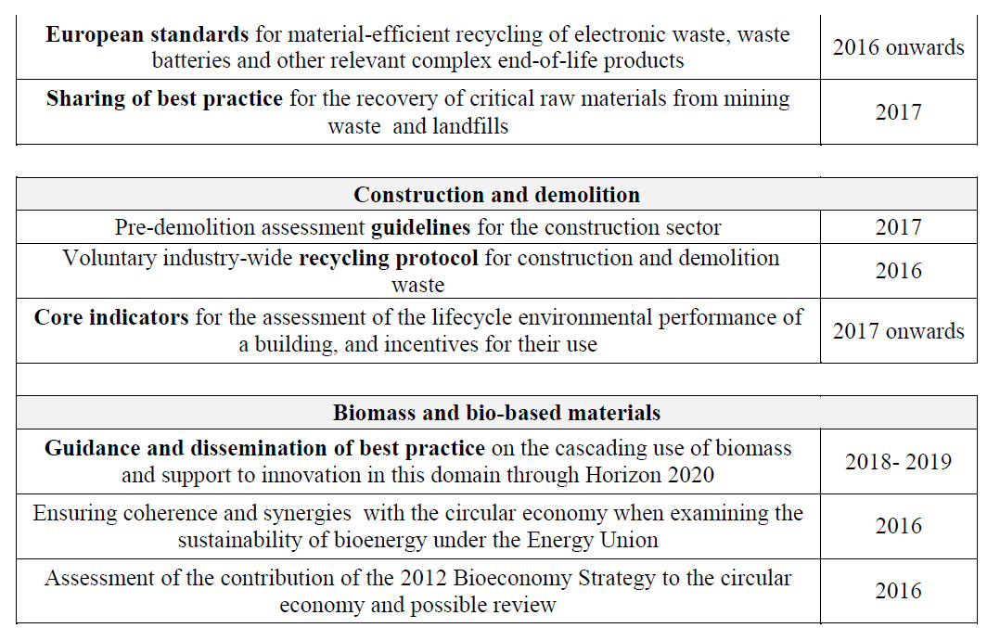 European standards for material-efficient recycling of electronic waste, waste
batteries and other relevant complex end-of-life products
2016 onwards
Sharing of best practice for the recovery of critical raw materials from mining
waste  and landfills
2017
Construction and demolition
Pre-demolition assessment guidelines for the construction sector
2017
Voluntary industry-wide recycling protocol for construction and demolition
waste
2016
Core indicators for the assessment of the lifecycle environmental performance of
a building, and incentives for their use
2017 onwards
Biomass and bio-based materials
Guidance and dissemination of best practice on the cascading use of biomass
and support to innovation in this domain through Horizon 2020
2018- 2019
Ensuring coherence and synergies  with the circular economy when examining the
sustainability of bioenergy under the Energy Union
2016
Assessment of the contribution of the 2012 Bioeconomy Strategy to the circular
economy and possible review
2016